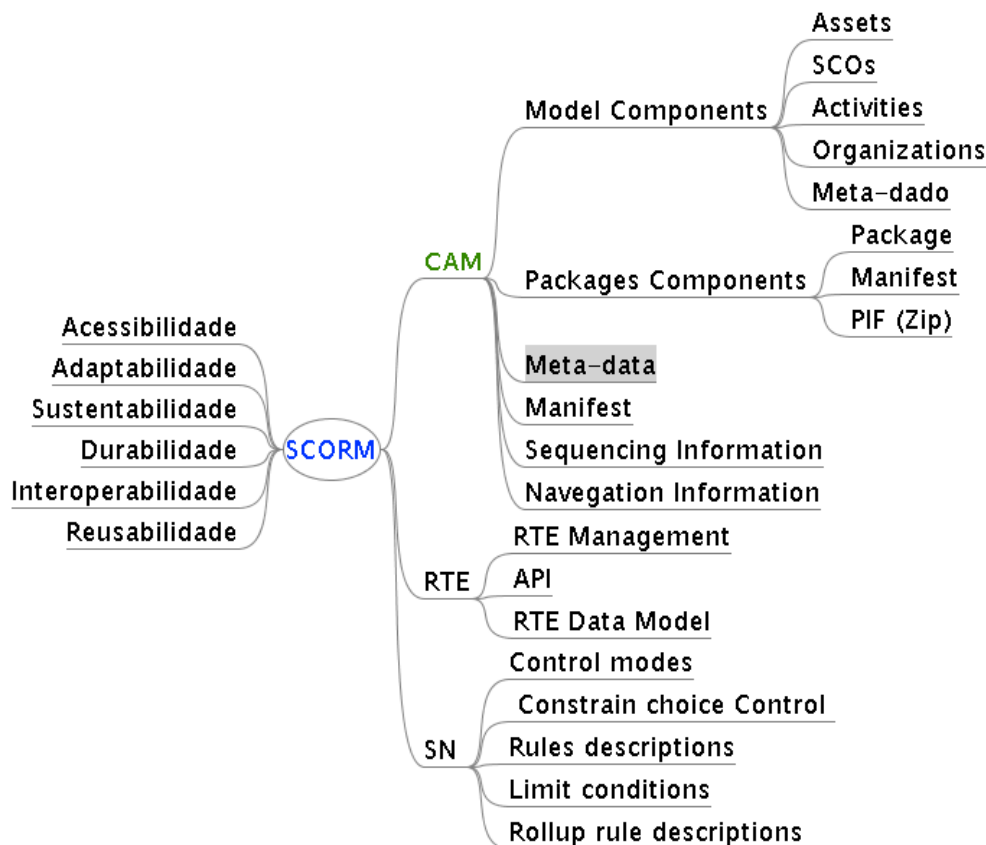 Assets
SCOs
Model Components
Activities
Organizations
Meta-dado
Package
CAM
Packages Components
Manifest
PIF (Zip)
Acessibilidade
Adaptabilidade
Meta-data
Sustentabilidade
Manifest
Durabilidade
SCORM
Sequencing Information
Interoperabilidade
Navegation Information
Reusabilidade
RTE Management
RTE
API
RTE Data Model
Control modes
Constrain choice Control
SN
Rules descriptions
Limit conditions
Rollup rule descriptions